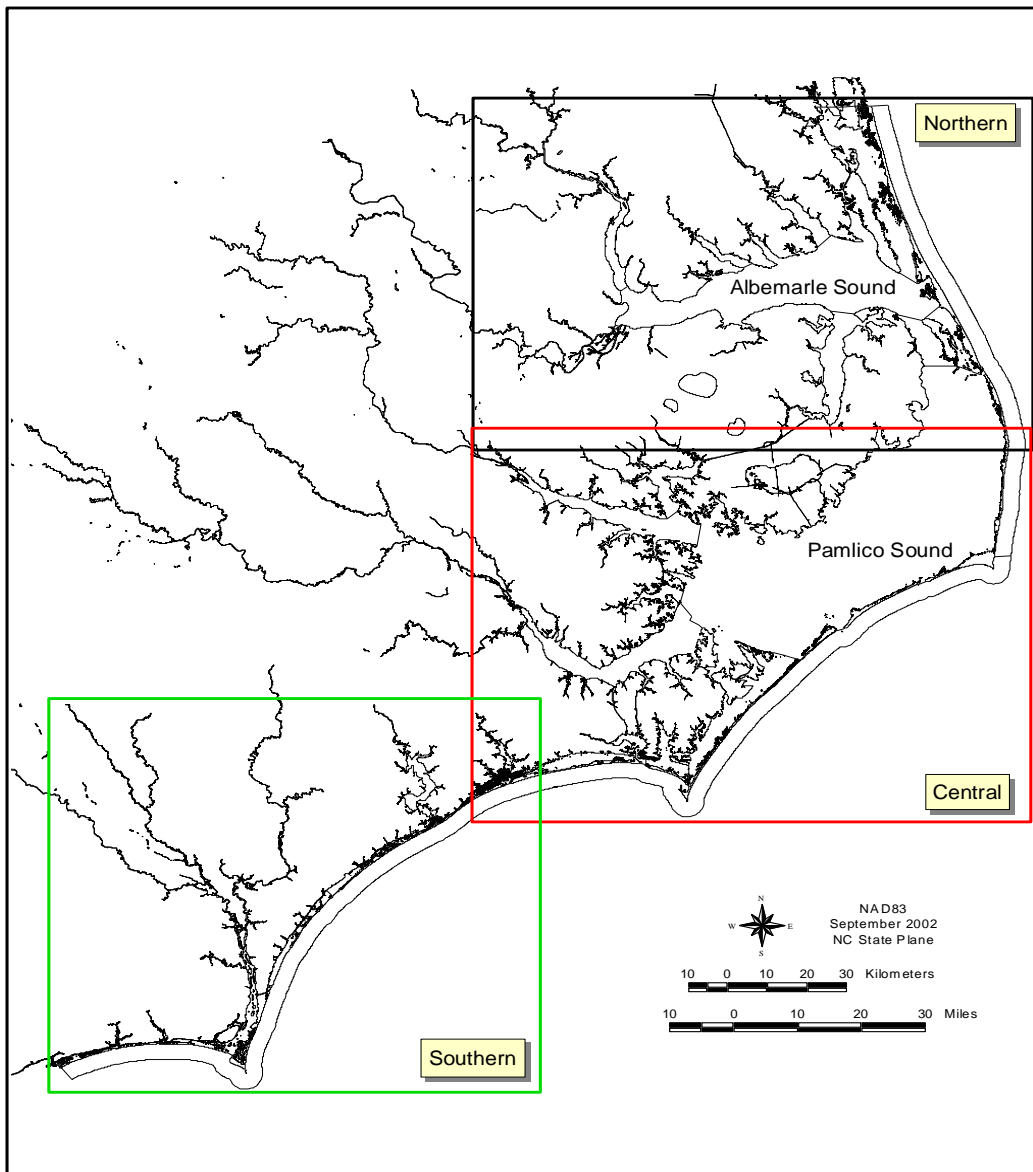 Northern
Albemarle Sound
Pamlico Sound
Central
N
W E
S
NAD83
September 2002
NC State Plane
10 0 10 20 30 Kilometers
10 0 10 20 30 Miles
Southern